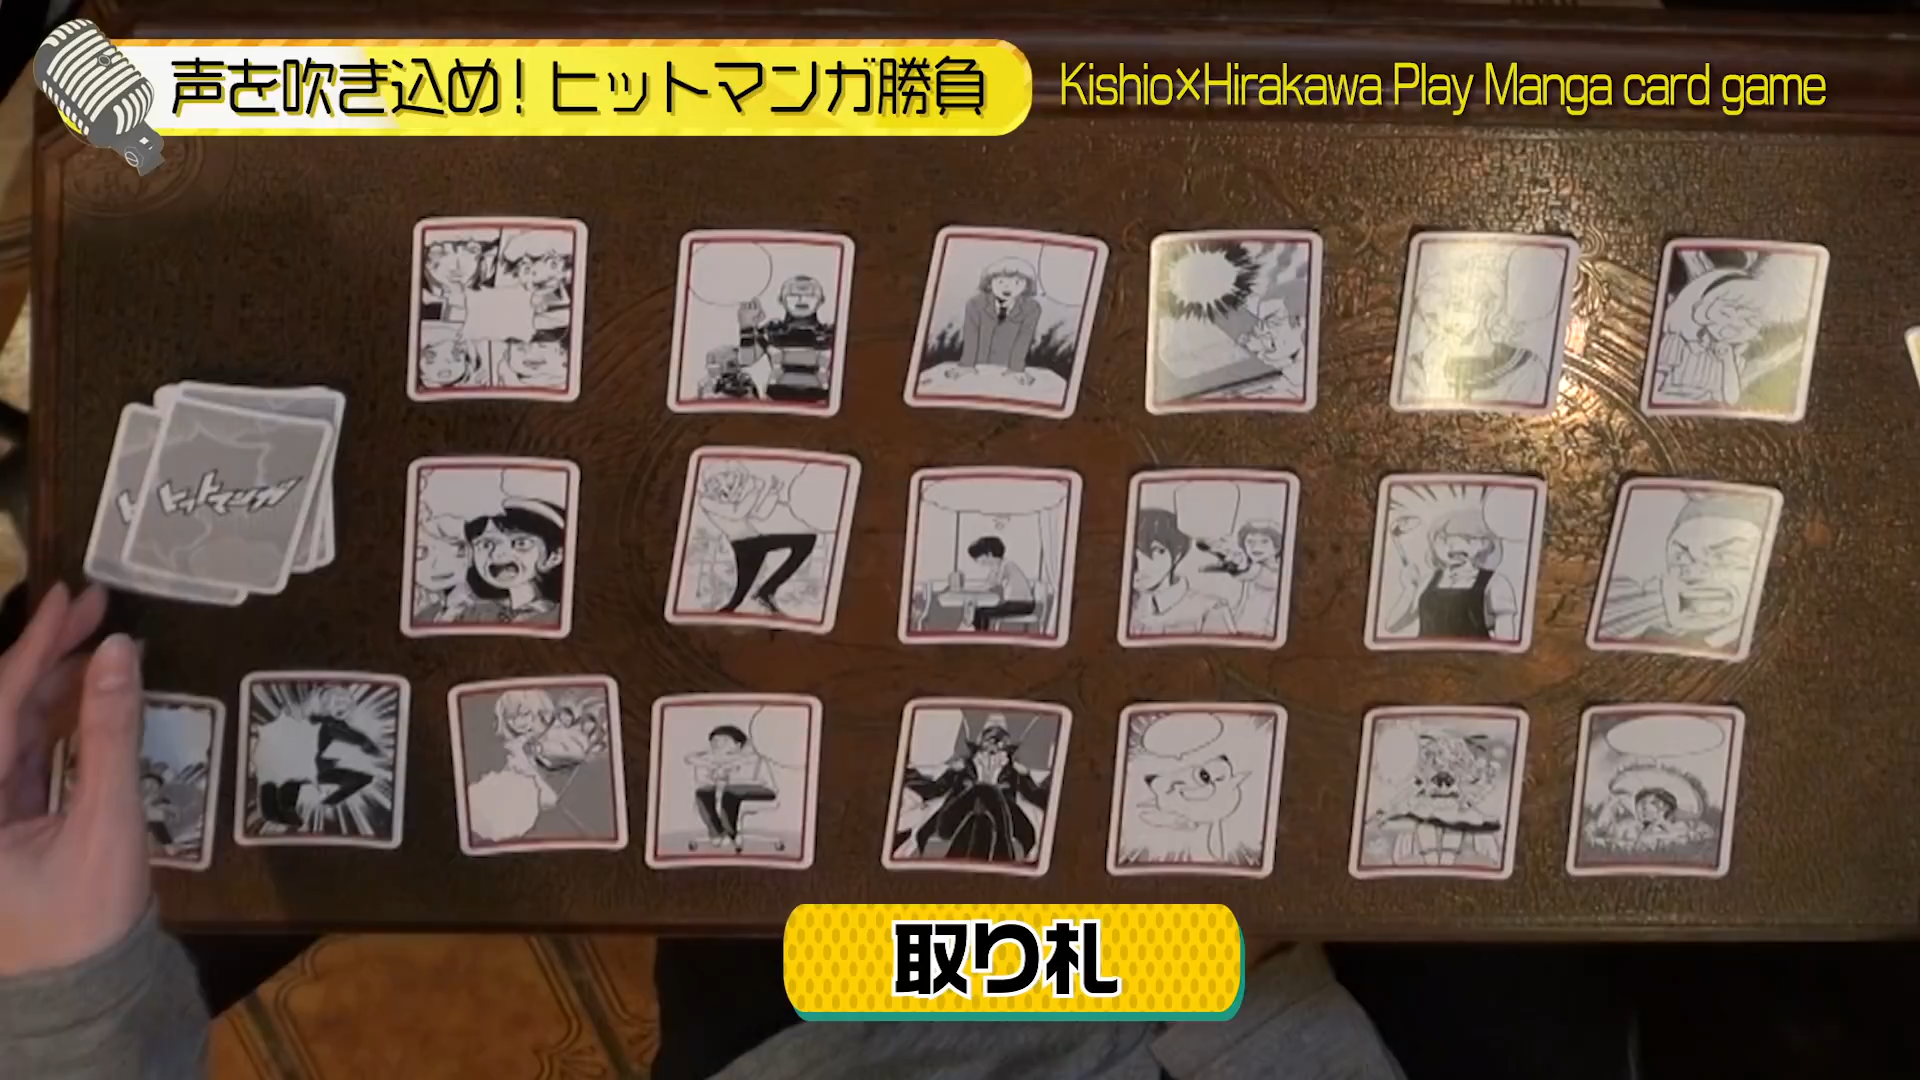 声を吹き込め!ヒットマンガ勝負
Kishio×Hirakawa Play Manga card game
ヒットマンガ
取り札